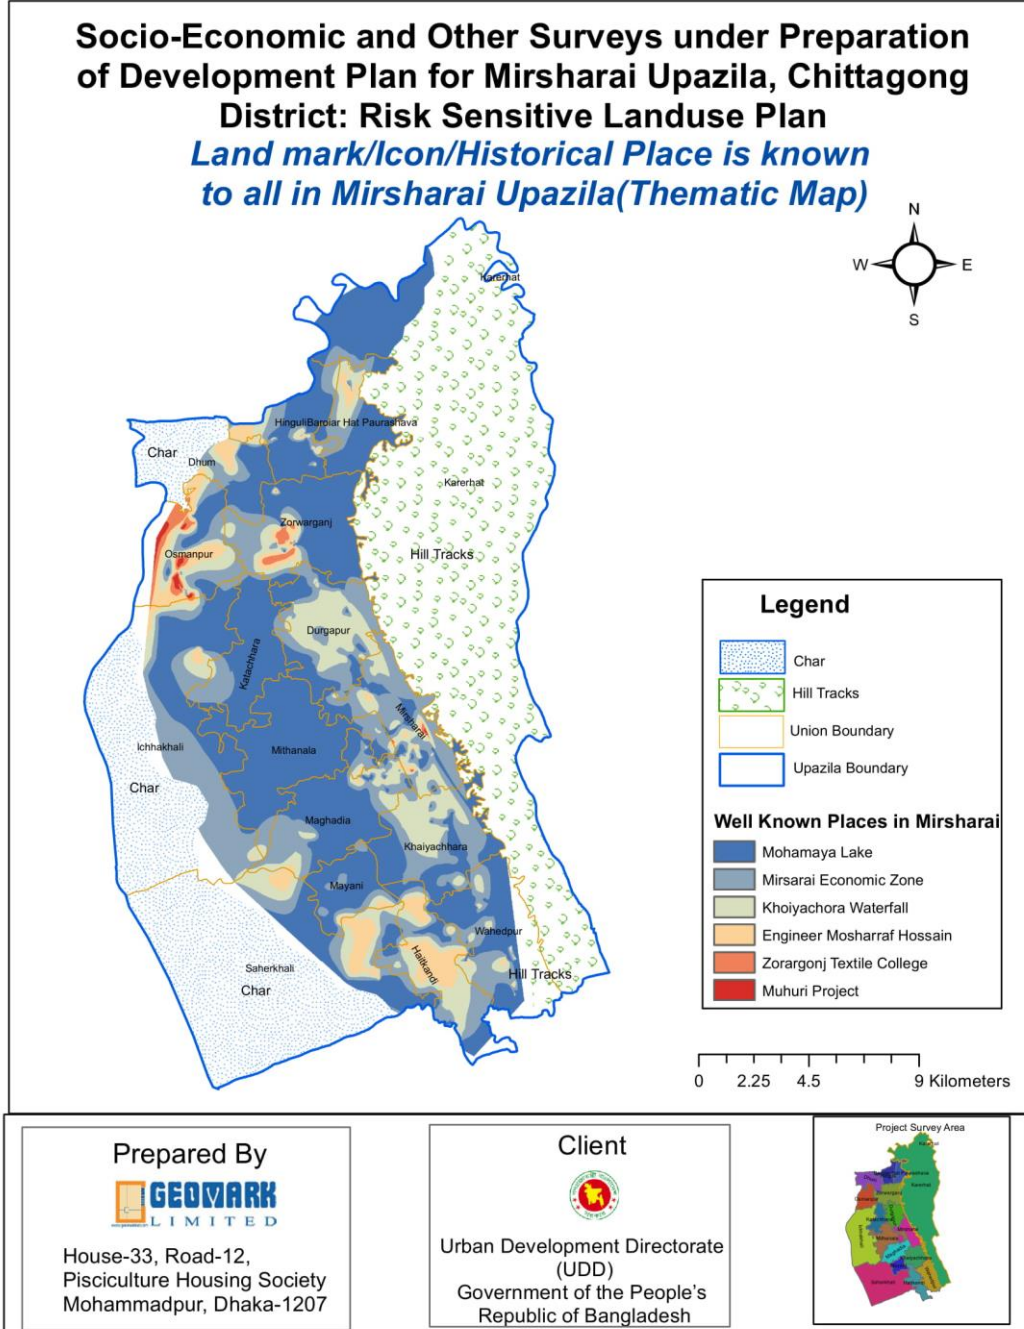 Socio-Economic and Other Surveys under Preparation
of Development Plan for Mirsharai Upazila, Chittagong
District: Risk Sensitive Landuse Plan
Land mark/Icon/Historical Place is known
to all in Mirsharai Upazila(Thematic Map)
N
W
E
S
Karerhat
Hinguli
Baroiar Hat Paurashava
Char
Dhum
Karerhat
Zorwarganj
Osmanpur
Hill Tracks
Durgapur
Katachhara
Mirsharai
Ichhakhali
Mithanala
Char
Maghadia
Khaiyachhara
Mayani
Wahedpur
Haitkandi
Saherkhali
Hill Tracks
Char
Legend
Char
Hill Tracks
Union Boundary
Upazila Boundary
Well Known Places in Mirsharai
Mohamaya Lake
Mirsarai Economic Zone
Khoiyachora Waterfall
Engineer Mosharraf Hossain
Zorargonj Textile College
Muhuri Project
0 2.25 4.5 9 Kilometers
Prepared By
GEOMARK
LIMITED
House-33, Road-12,
Pisciculture Housing Society
Mohammadpur, Dhaka-1207
Client
Urban Development Directorate
(UDD)
Government of the People's
Republic of Bangladesh
Project Survey Area